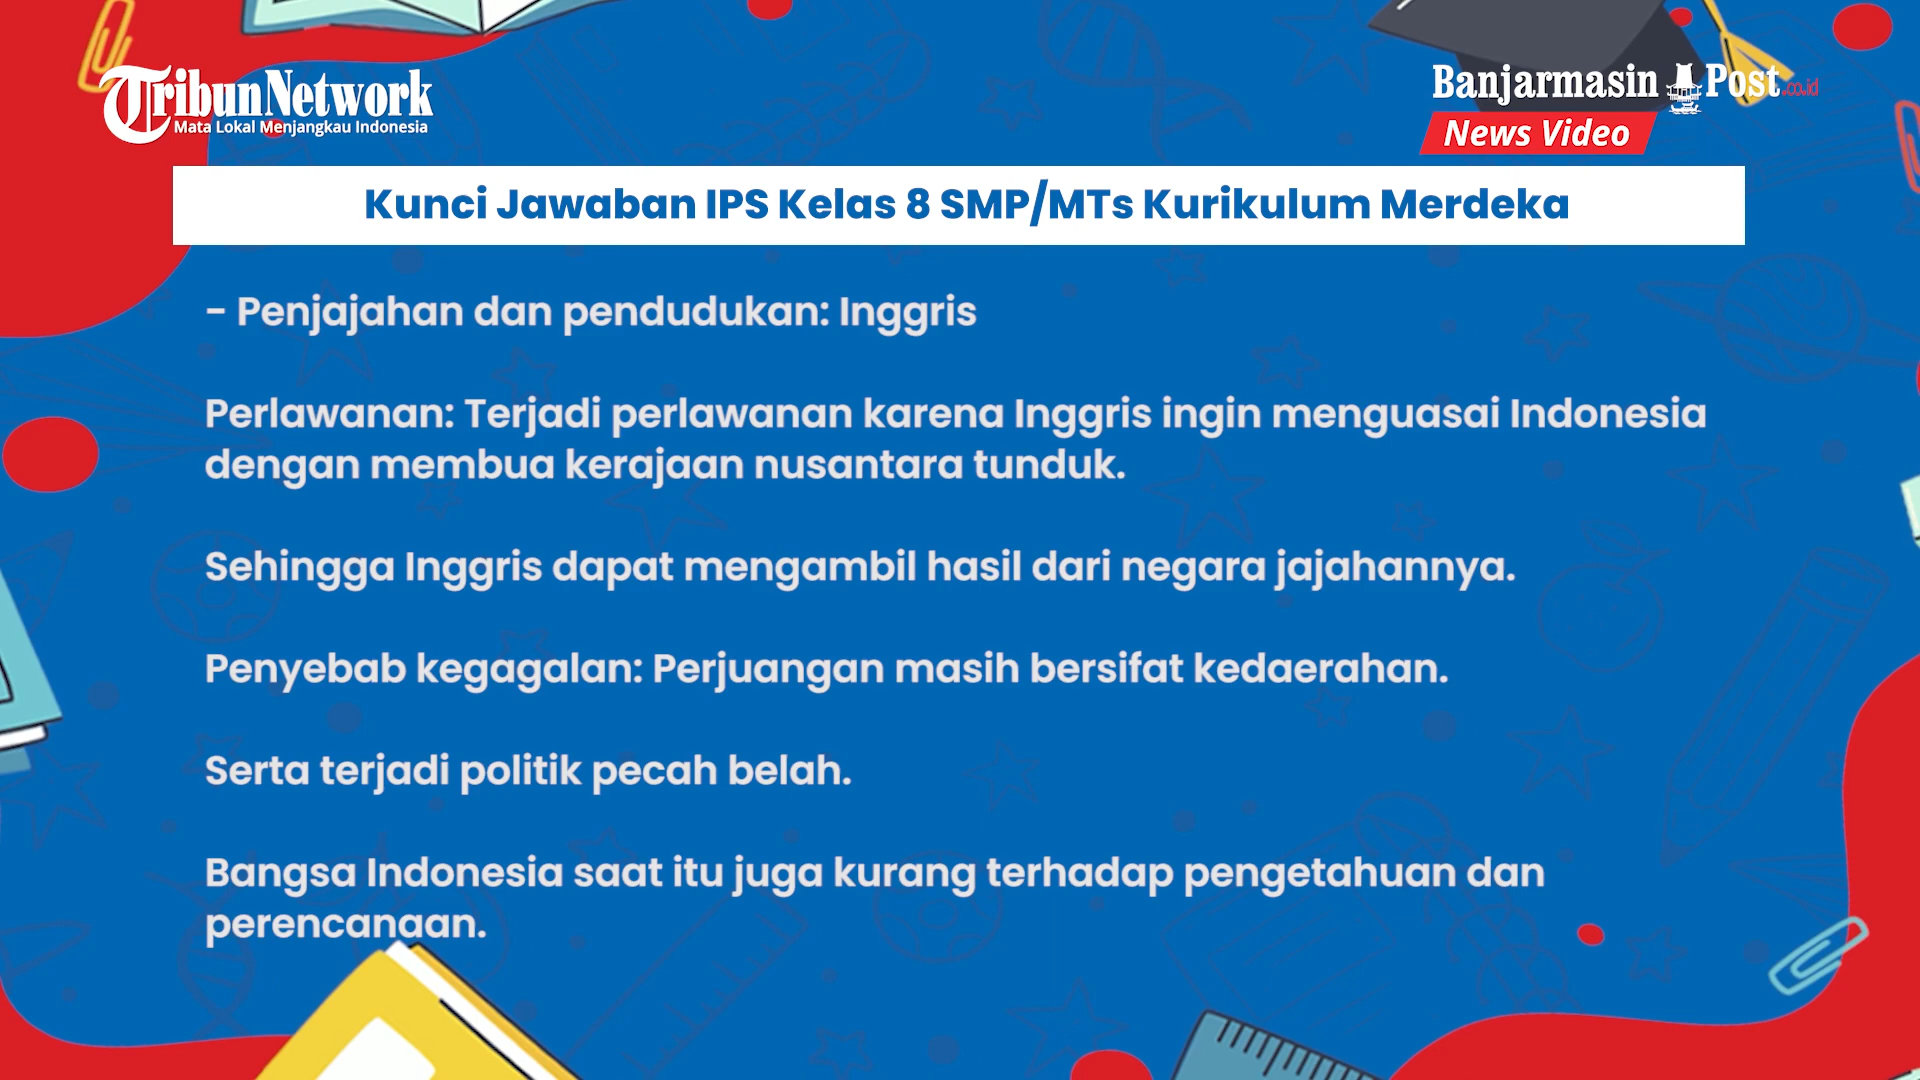 TribunNetwork
Mata Lokal Menjangkau Indonesia
Banjarmasin Post.co.id
News Video
Kunci Jawaban IPS Kelas 8 SMP/MTs Kurikulum Merdeka
- Penjajahan dan pendudukan: Inggris
Perlawanan: Terjadi perlawanan karena Inggris ingin menguasai Indonesia
dengan membua kerajaan nusantara tunduk.
Sehingga Inggris dapat mengambil hasil dari negara jajahannya.
Penyebab kegagalan: Perjuangan masih bersifat kedaerahan.
Serta terjadi politik pecah belah.
Bangsa Indonesia saat itu juga kurang terhadap pengetahuan dan
perencanaan.